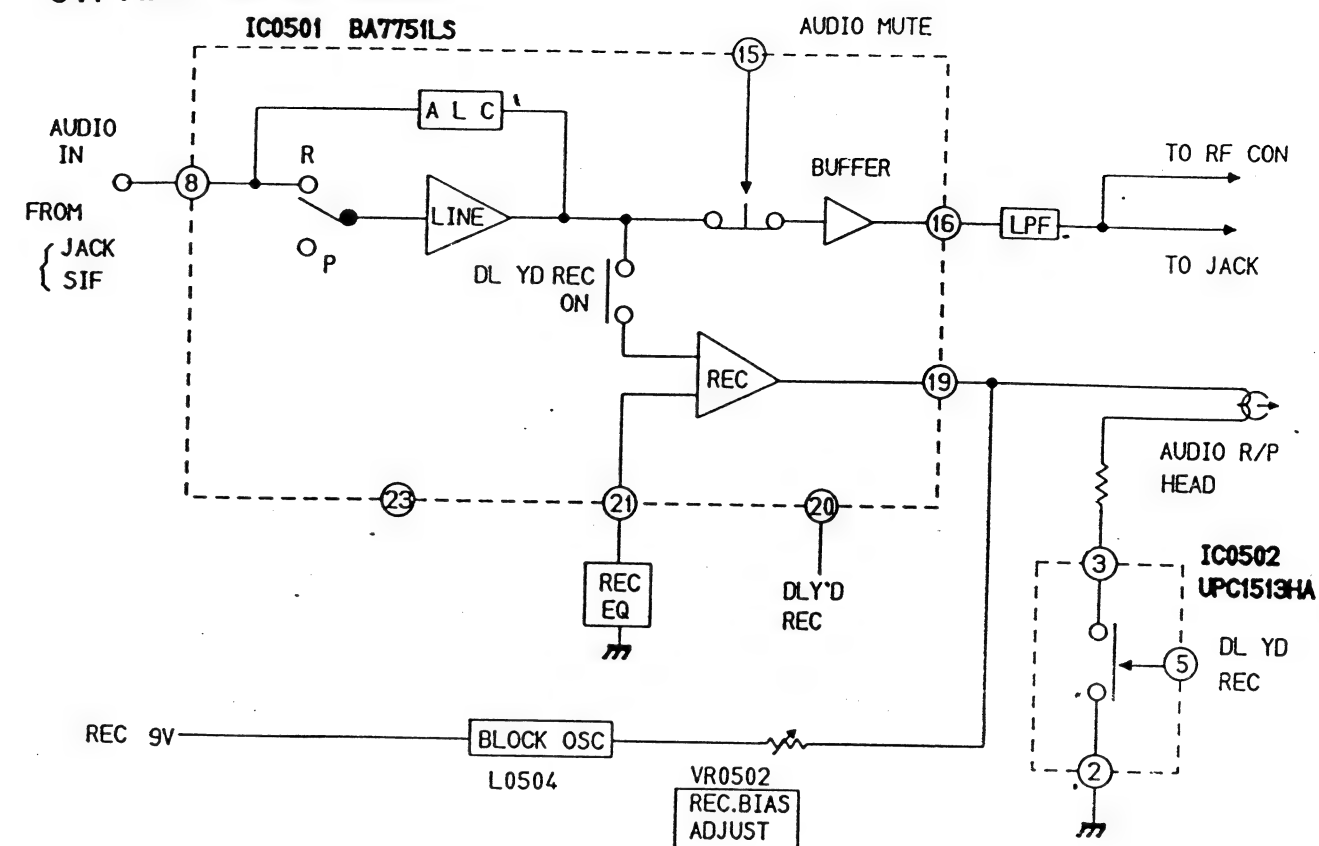 IC0501 BA7751LS
AUDIO MUTE
15
A L C
AUDIO
IN
R
8
BUFFER
TO RF CON
FROM
JACK
SIF
LINE
16
LPF
P
TO JACK
DL YD REC
ON
REC
19
AUDIO R/P
HEAD
23
21
20
3
IC0502
UPC1513HA
REC
EQ
DLY'D
REC
5
DL YD
REC
REC 9V
BLOCK OSC
L0504
VR0502
REC.BIAS
ADJUST
2